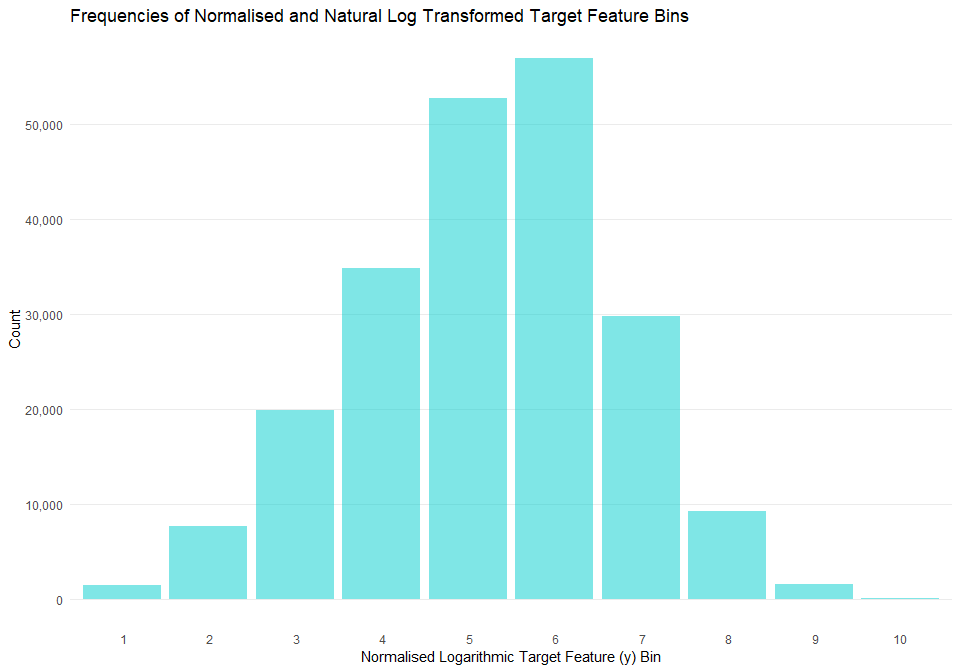 Frequencies of Normalised and Natural Log Transformed Target Feature Bins
Count
50,000
40,000
30,000
20,000
10,000
0
1 2 3 4 5 6 7 8 9 10
Normalised Logarithmic Target Feature (y) Bin